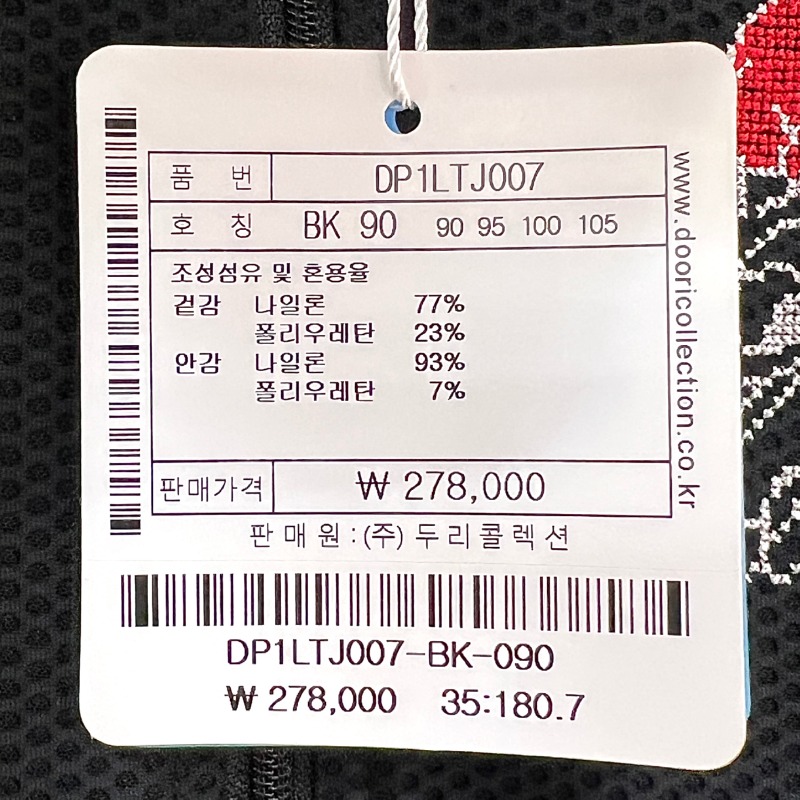 품 번 DP1LTJ007
호 칭 BK 90 90 95 100 105
조성섬유 및 혼용율
겉감 나일론 77%
폴리우레탄 23%
안감 나일론 93%
폴리우레탄 7%
판매가격 ₩ 278,000
판매원 : (주) 두리콜렉션
www.dooricollection.co.kr
DP1LTJ007-BK-090
₩ 278,000 35:180.7